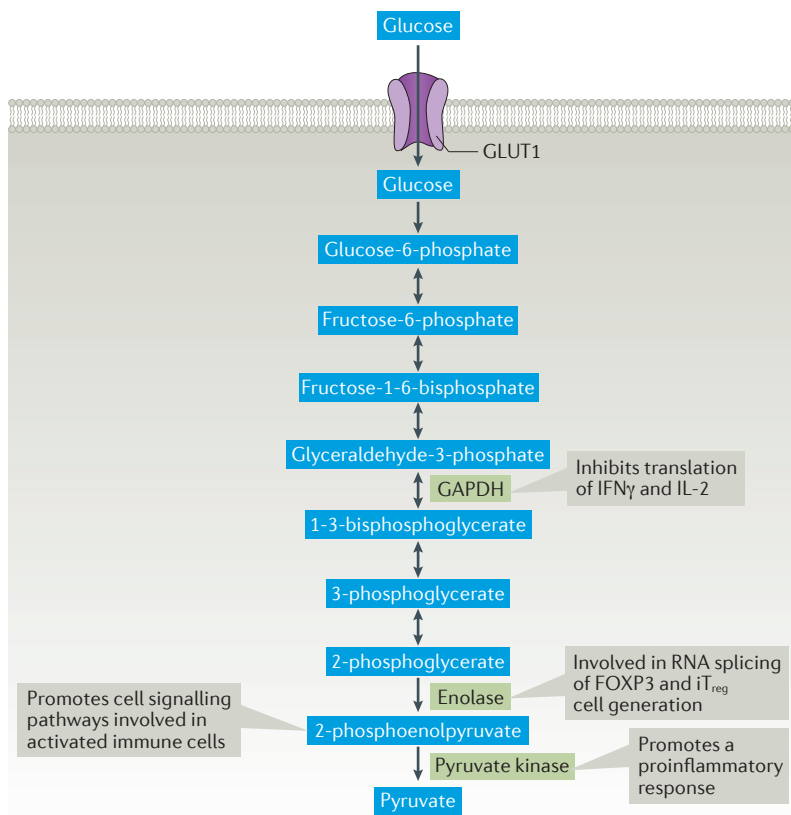 Glucose
GLUT1
Glucose
Glucose-6-phosphate
Fructose-6-phosphate
Fructose-1-6-bisphosphate
Glyceraldehyde-3-phosphate
GAPDH
Inhibits translation
of IFNγ and IL-2
1-3-bisphosphoglycerate
3-phosphoglycerate
2-phosphoglycerate
Enolase
Involved in RNA splicing
of FOXP3 and iTreg
cell generation
Promotes cell signalling
pathways involved in
activated immune cells
2-phosphoenolpyruvate
Pyruvate kinase
Promotes a
proinflammatory
response
Pyruvate